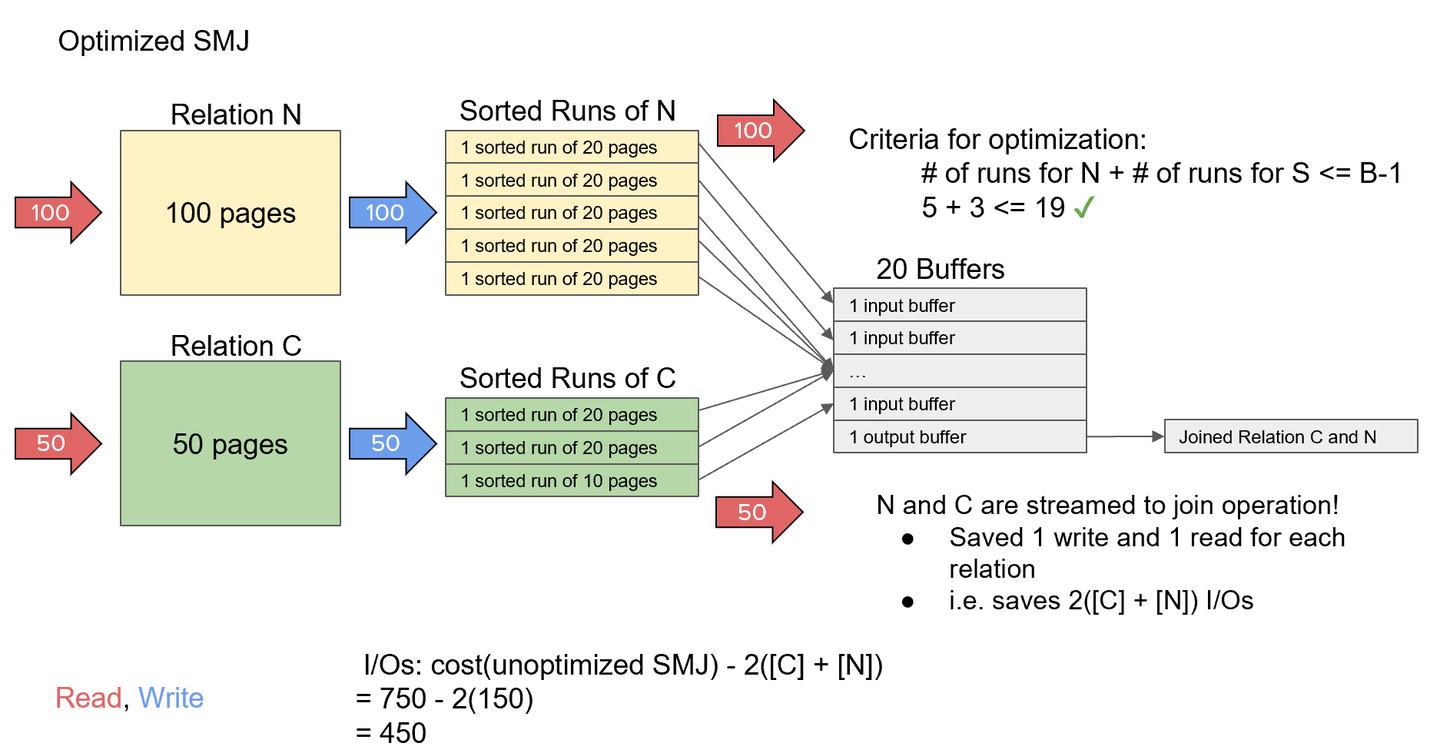 Optimized SMJ
Relation N
100
100 pages
100
Sorted Runs of N
1 sorted run of 20 pages
1 sorted run of 20 pages
1 sorted run of 20 pages
1 sorted run of 20 pages
1 sorted run of 20 pages
100
Criteria for optimization:
# of runs for N + # of runs for S <= B-1
5 + 3 <= 19 ✓
Relation C
50
50 pages
50
Sorted Runs of C
1 sorted run of 20 pages
1 sorted run of 20 pages
1 sorted run of 10 pages
50
20 Buffers
1 input buffer
1 input buffer
...
1 input buffer
1 output buffer
Joined Relation C and N
N and C are streamed to join operation!
● Saved 1 write and 1 read for each
relation
● i.e. saves 2([C] + [N]) I/Os
Read, Write
I/Os: cost(unoptimized SMJ) - 2([C] + [N])
= 750 - 2(150)
= 450